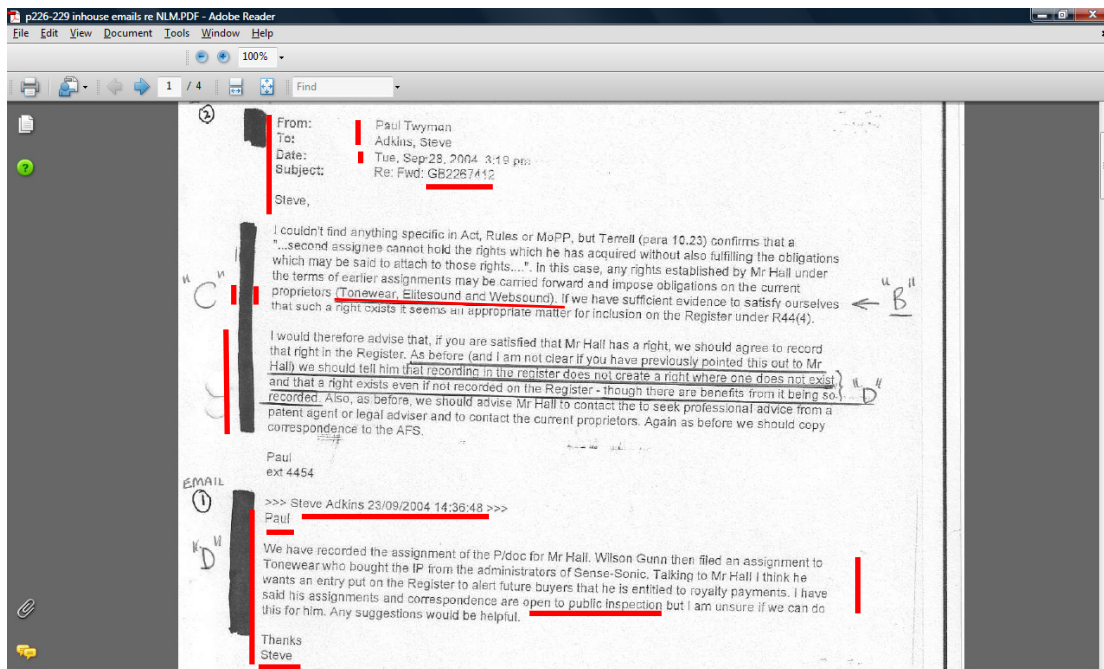 p226-229 inhouse emails re NLM.PDF - Adobe Reader
File Edit View Document Tools Window Help
100%
1 / 4 Find
②
From: Paul Twyman
To: Adkins, Steve
Date: Tue, Sep 28, 2004 3:19 pm
Subject: Re: Fwd: GB2267412
Steve,
I couldn't find anything specific in Act, Rules or MoPP, but Terrell (para 10.23) confirms that a
"...second assignee cannot hold the rights which he has acquired without also fulfilling the obligations
which may be said to attach to those rights....". In this case, any rights established by Mr Hall under
the terms of earlier assignments may be carried forward and impose obligations on the current
proprietors (Tonewear, Elitesound and Websound). If we have sufficient evidence to satisfy ourselves
that such a right exists it seems an appropriate matter for inclusion on the Register under R44(4).
"C"
"B"
I would therefore advise that, if you are satisfied that Mr Hall has a right, we should agree to record
that right in the Register. As before (and I am not clear if you have previously pointed this out to Mr
Hall) we should tell him that recording in the register does not create a right where one does not exist
and that a right exists even if not recorded on the Register - though there are benefits from it being so
recorded. Also, as before, we should advise Mr Hall to contact the to seek professional advice from a
patent agent or legal adviser and to contact the current proprietors. Again as before we should copy
correspondence to the AFS.
"D"
Paul
ext 4454
EMAIL
①
>>> Steve Adkins 23/09/2004 14:36:48 >>>
Paul
"D"
We have recorded the assignment of the P/doc for Mr Hall. Wilson Gunn then filed an assignment to
Tonewear who bought the IP from the administrators of Sense-Sonic. Talking to Mr Hall I think he
wants an entry put on the Register to alert future buyers that he is entitled to royalty payments. I have
said his assignments and correspondence are open to public inspection but I am unsure if we can do
this for him. Any suggestions would be helpful.
Thanks
Steve